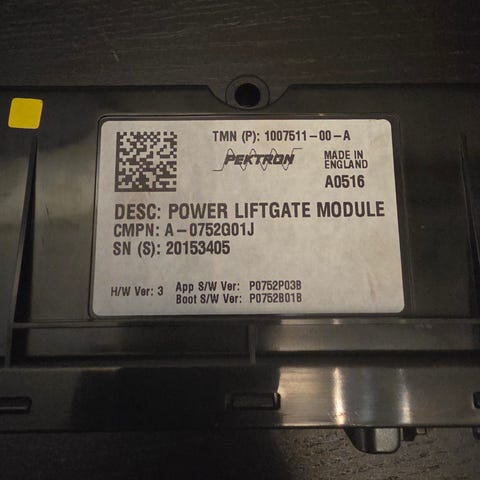 TMN (P): 1007511-00-A
PEKTRON
MADE IN
ENGLAND
A0516
DESC: POWER LIFTGATE MODULE
CMPN: A-0752G01J
SN (S): 20153405
H/W Ver: 3 App S/W Ver: P0752P03B
Boot S/W Ver: P0752B01B